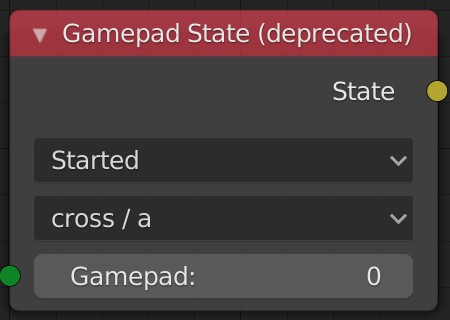 Gamepad State (deprecated)
State
Started
cross / a
Gamepad: 0